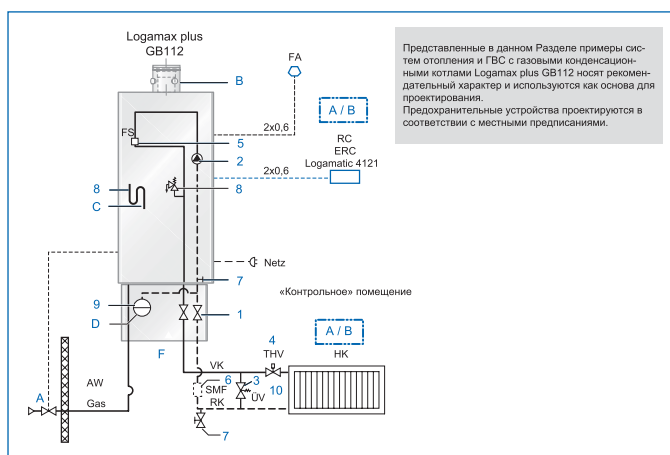 Logamax plus
GB112
B
FA
Представленные в данном Разделе примеры сис-
тем отопления и ГВС с газовыми конденсацион-
ными котлами Logamax plus GB112 носят рекомен-
дательный характер и используются как основа для
проектирования.
Предохранительные устройства проектируются в
соответствии с местными предписаниями.
A / B
FS
2x0,6
5
2
RC
ERC
Logamatic 4121
2x0,6
8
8
C
Netz
7
«Контрольное» помещение
9
D
1
A / B
F
4
THV
HK
VK
6
3
10
A
AW
SMF
ÜV
Gas
RK
7